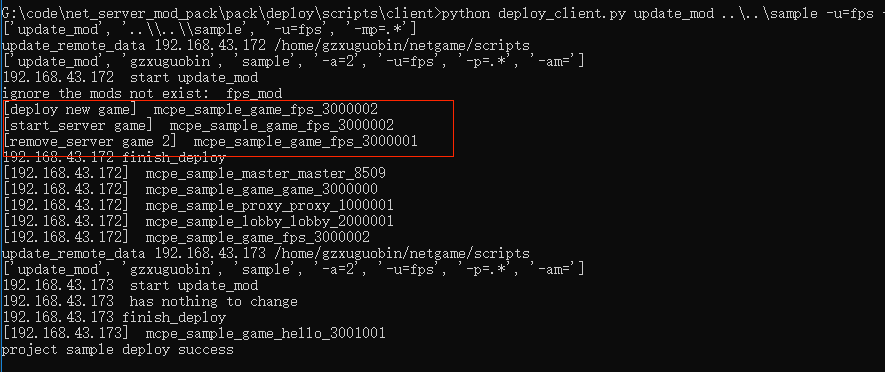 G:\code\net_server_mod_pack\pack\deploy\scripts\client>python deploy_client.py update_mod ..\..\sample -u=fps -
['update_mod', '..\\..\\sample', '-u=fps', '-mp=.*']
update_remote_data 192.168.43.172 /home/gzxuguobin/netgame/scripts
['update_mod', 'gzxuguobin', 'sample', '-a=2', '-u=fps', '-p=.*', '-am=']
192.168.43.172  start update_mod
ignore the mods not exist:  fps_mod
[deploy new game]  mcpe_sample_game_fps_3000002
[start_server game]  mcpe_sample_game_fps_3000002
[remove_server game 2]  mcpe_sample_game_fps_3000001
192.168.43.172 finish_deploy
[192.168.43.172]  mcpe_sample_master_master_8509
[192.168.43.172]  mcpe_sample_game_game_3000000
[192.168.43.172]  mcpe_sample_proxy_proxy_1000001
[192.168.43.172]  mcpe_sample_lobby_lobby_2000001
[192.168.43.172]  mcpe_sample_game_fps_3000002
update_remote_data 192.168.43.173 /home/gzxuguobin/netgame/scripts
['update_mod', 'gzxuguobin', 'sample', '-a=2', '-u=fps', '-p=.*', '-am=']
192.168.43.173  start update_mod
192.168.43.173  has nothing to change
192.168.43.173 finish_deploy
[192.168.43.173]  mcpe_sample_game_hello_3001001
project sample deploy success